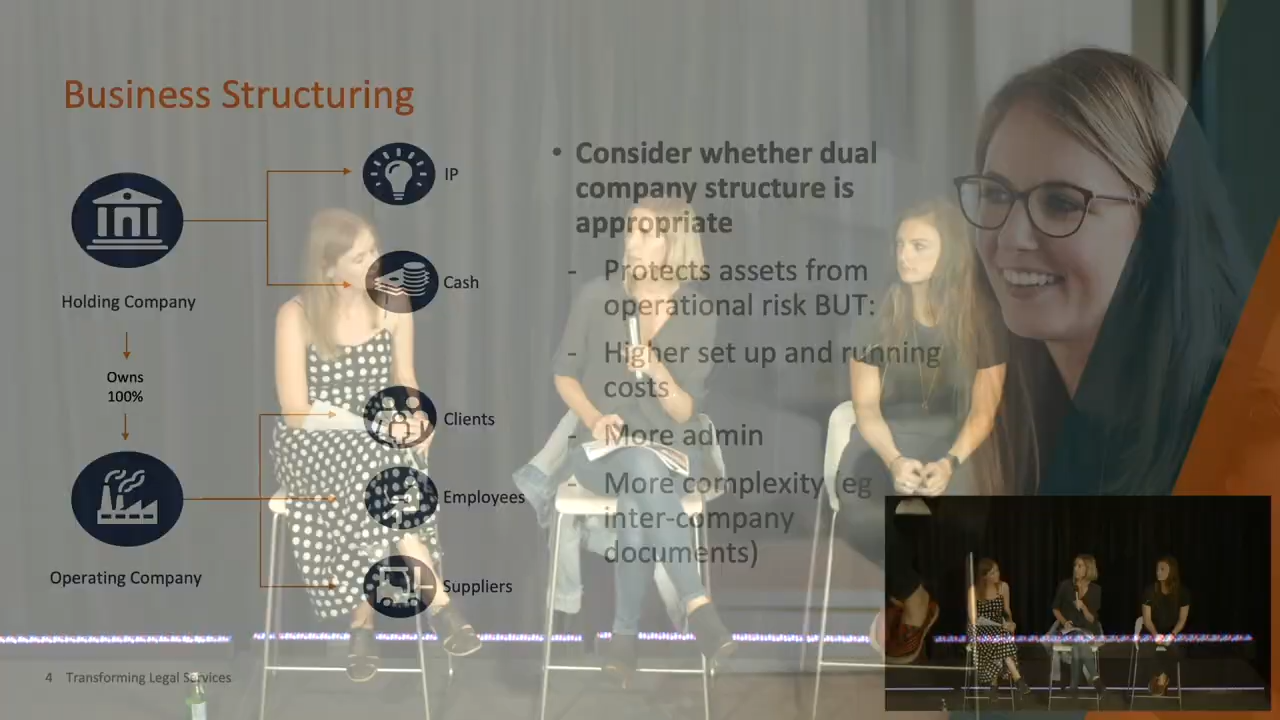 Business Structuring
IP
Cash
Holding Company
Owns
100%
Clients
Employees
Operating Company
Suppliers
• Consider whether dual
company structure is
appropriate
- Protects assets from
operational risk BUT:
- Higher set up and running
costs
- More admin
- More complexity (eg
inter-company
documents)
4 Transforming Legal Services